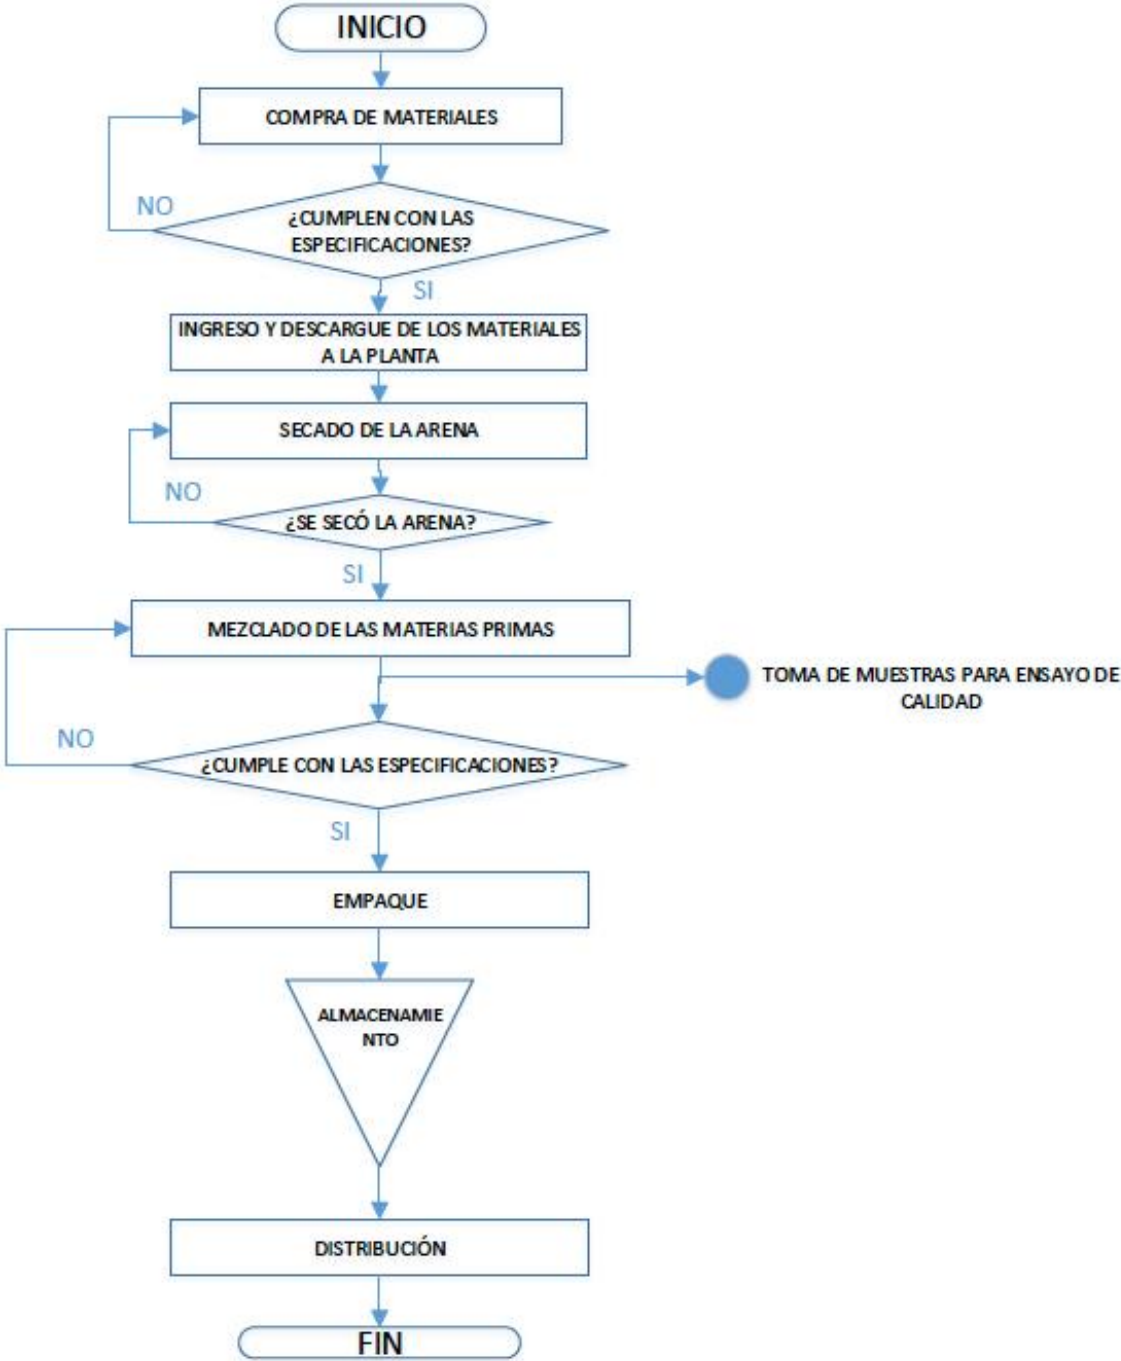 INICIO
COMPRA DE MATERIALES
NO
¿CUMPLEN CON LAS
ESPECIFICACIONES?
SI
INGRESO Y DESCARGUE DE LOS MATERIALES
A LA PLANTA
SECADO DE LA ARENA
NO
¿SE SECÓ LA ARENA?
SI
MEZCLADO DE LAS MATERIAS PRIMAS
TOMA DE MUESTRAS PARA ENSAYO DE
CALIDAD
NO
¿CUMPLE CON LAS ESPECIFICACIONES?
SI
EMPAQUE
ALMACENAMIE
NTO
DISTRIBUCIÓN
FIN